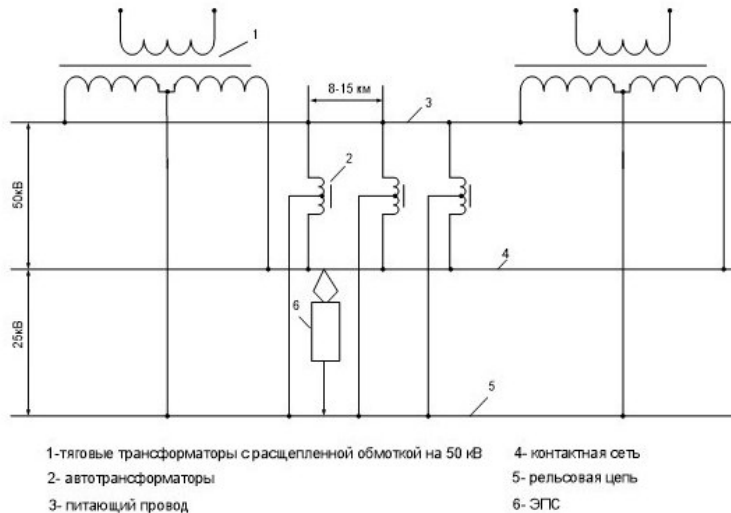 1
8-15 км
3
2
50кВ
4
6
25кВ
5
1-тяговые трансформаторы с расщепленной обмоткой на 50 кВ
4- контактная сеть
2- автотрансформаторы
5- рельсовая цепь
3- питающий провод
6- ЭПС